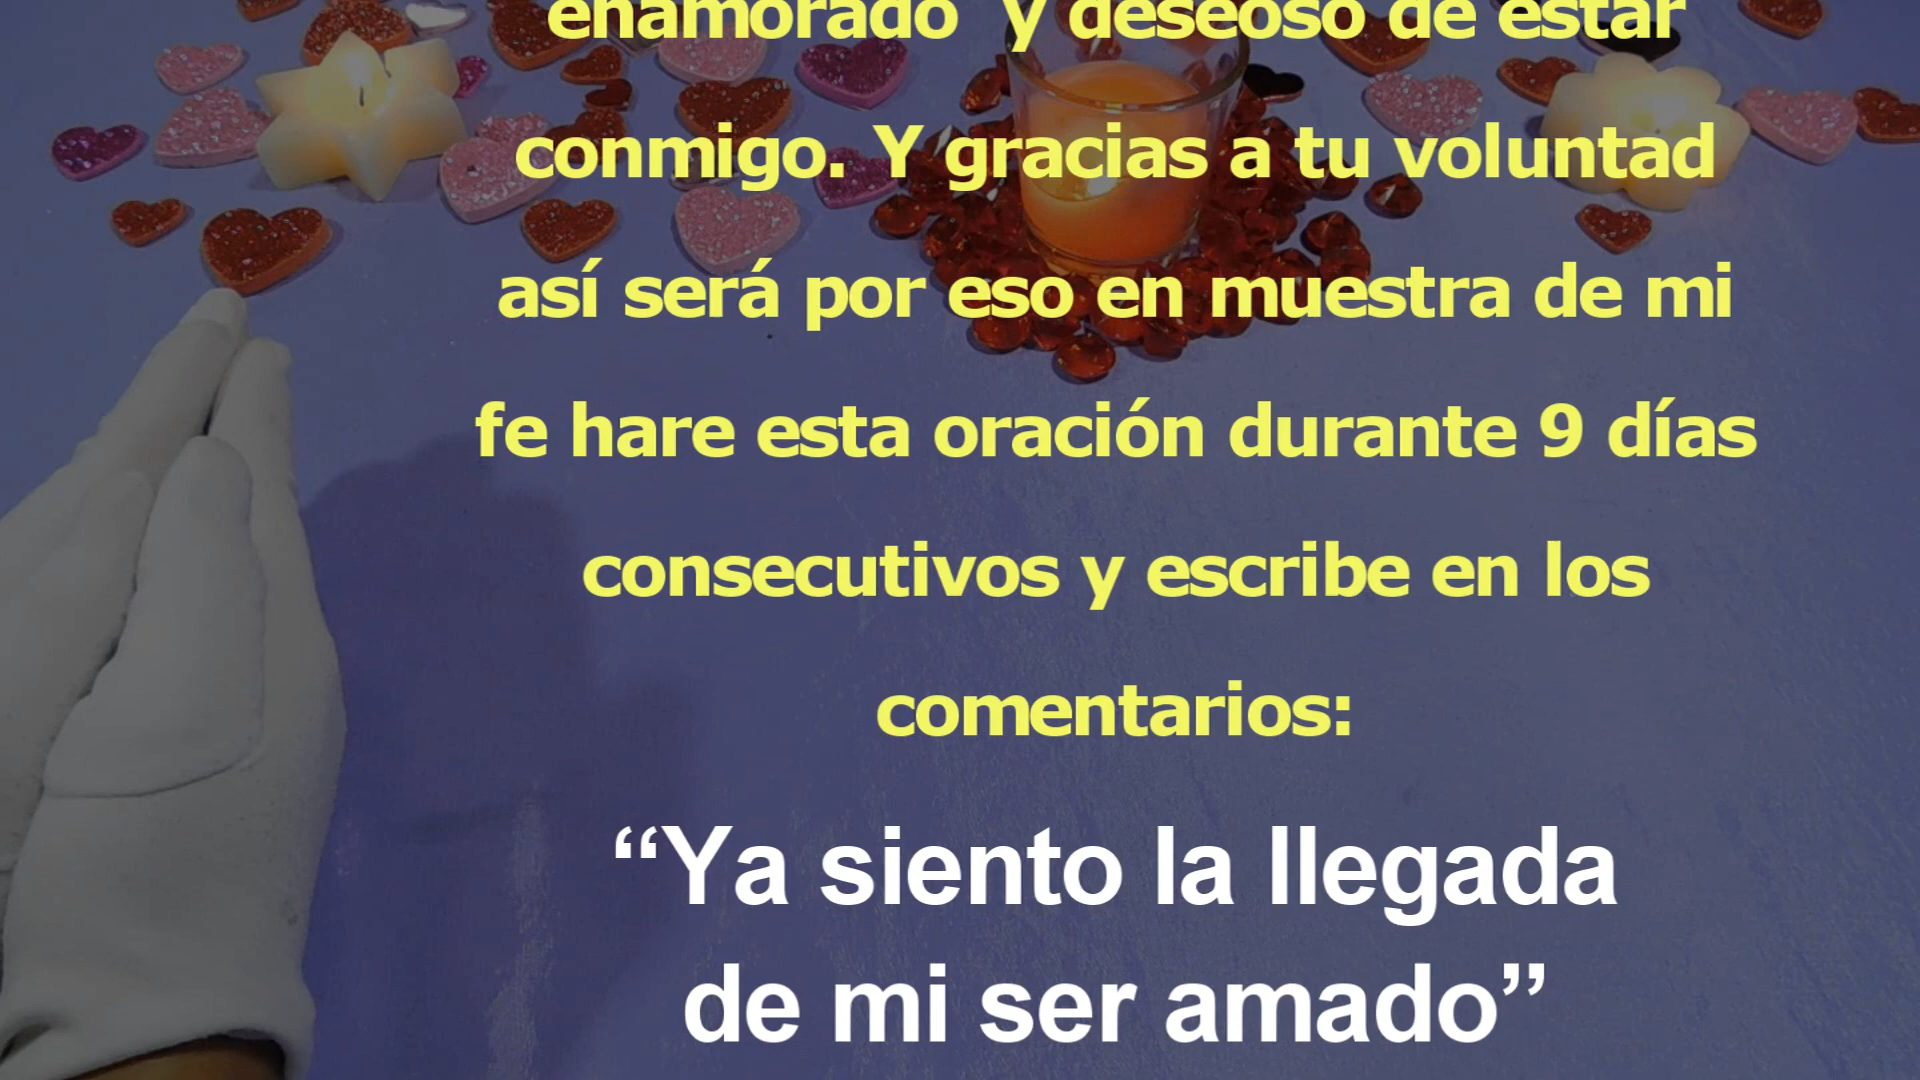 enamorado y deseoso de estar
conmigo. Y gracias a tu voluntad
así será por eso en muestra de mi
fe hare esta oración durante 9 días
consecutivos y escribe en los
comentarios:
“Ya siento la llegada
de mi ser amado”